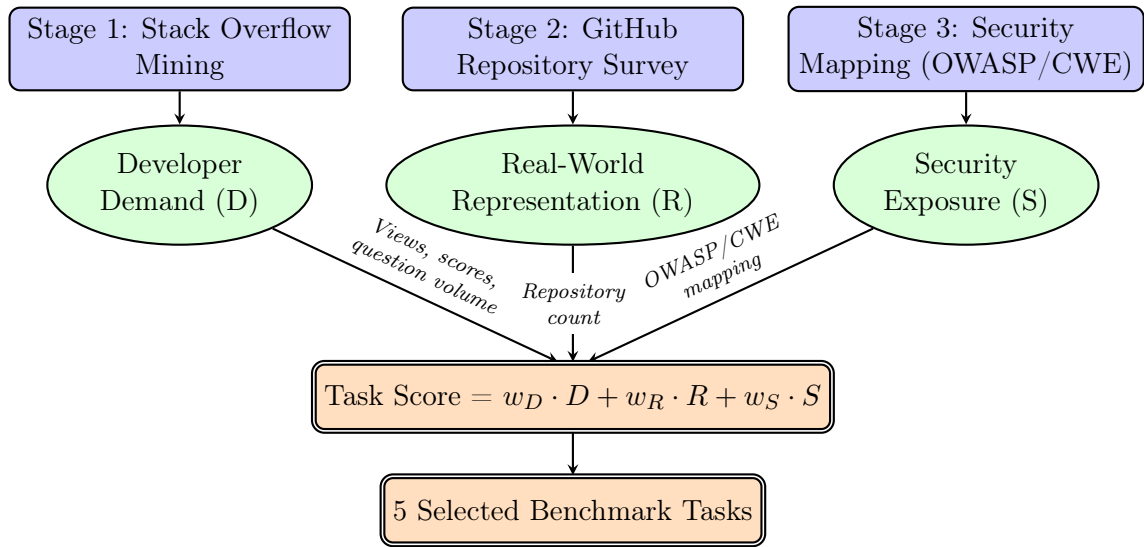 Stage 1: Stack Overflow
Mining
Stage 2: GitHub
Repository Survey
Stage 3: Security
Mapping (OWASP/CWE)
Developer
Demand (D)
Real-World
Representation (R)
Security
Exposure (S)
Views, scores,
question volume
Repository
count
OWASP/CWE
mapping
Task Score = w_D · D + w_R · R + w_S · S
5 Selected Benchmark Tasks